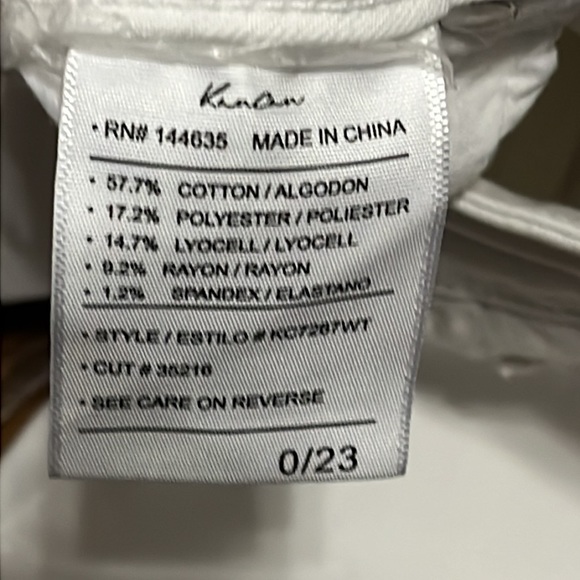 KanCan
• RN# 144635 MADE IN CHINA
• 57.7% COTTON / ALGODON
• 17.2% POLYESTER / POLIESTER
• 14.7% LYOCELL / LYOCELL
• 9.2% RAYON / RAYON
• 1.2% SPANDEX / ELASTANO
• STYLE / ESTILO # KC7267WT
• CUT # 35216
• SEE CARE ON REVERSE
0/23